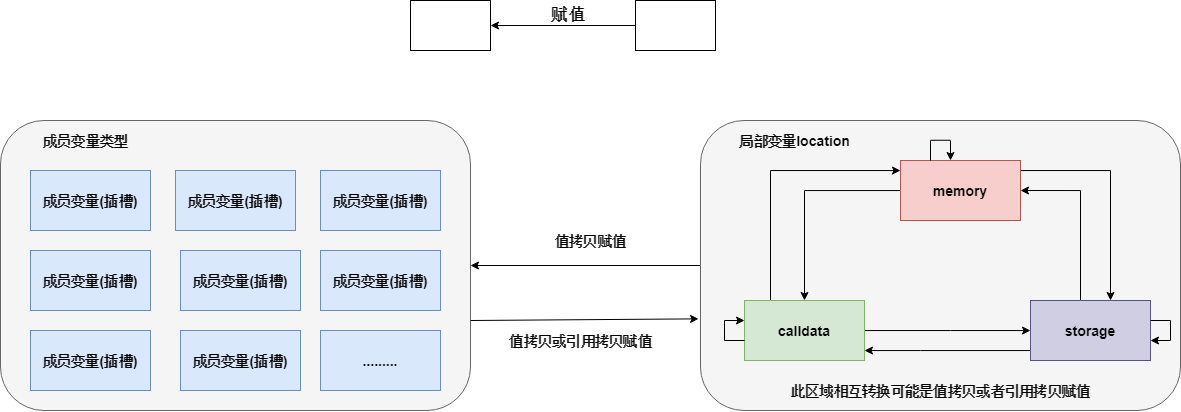 赋值
成员变量类型
成员变量(插槽)
成员变量(插槽)
成员变量(插槽)
成员变量(插槽)
成员变量(插槽)
成员变量(插槽)
成员变量(插槽)
成员变量(插槽)
.........
值拷贝赋值
值拷贝或引用拷贝赋值
局部变量location
memory
calldata
storage
此区域相互转换可能是值拷贝或者引用拷贝赋值